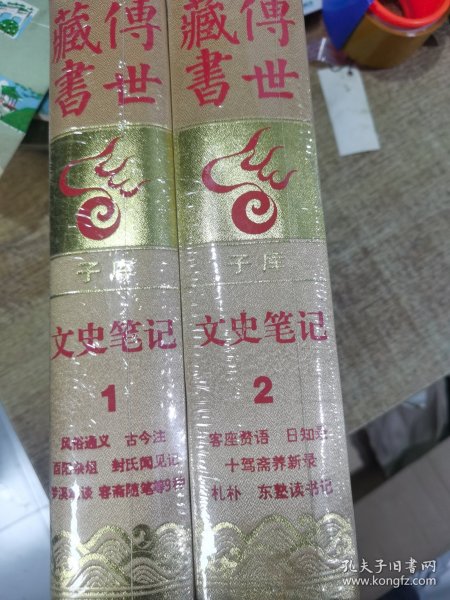 傳世
藏書
子库
文史笔记
1
风俗通义 古今注
酉阳杂俎 封氏闻见记
梦溪笔谈 容斋随笔
傳世
藏書
子库
文史笔记
2
客座赘语 日知录
十驾斋养新录
札朴 东塾读书记
孔夫子旧书网
www.kongfz.com